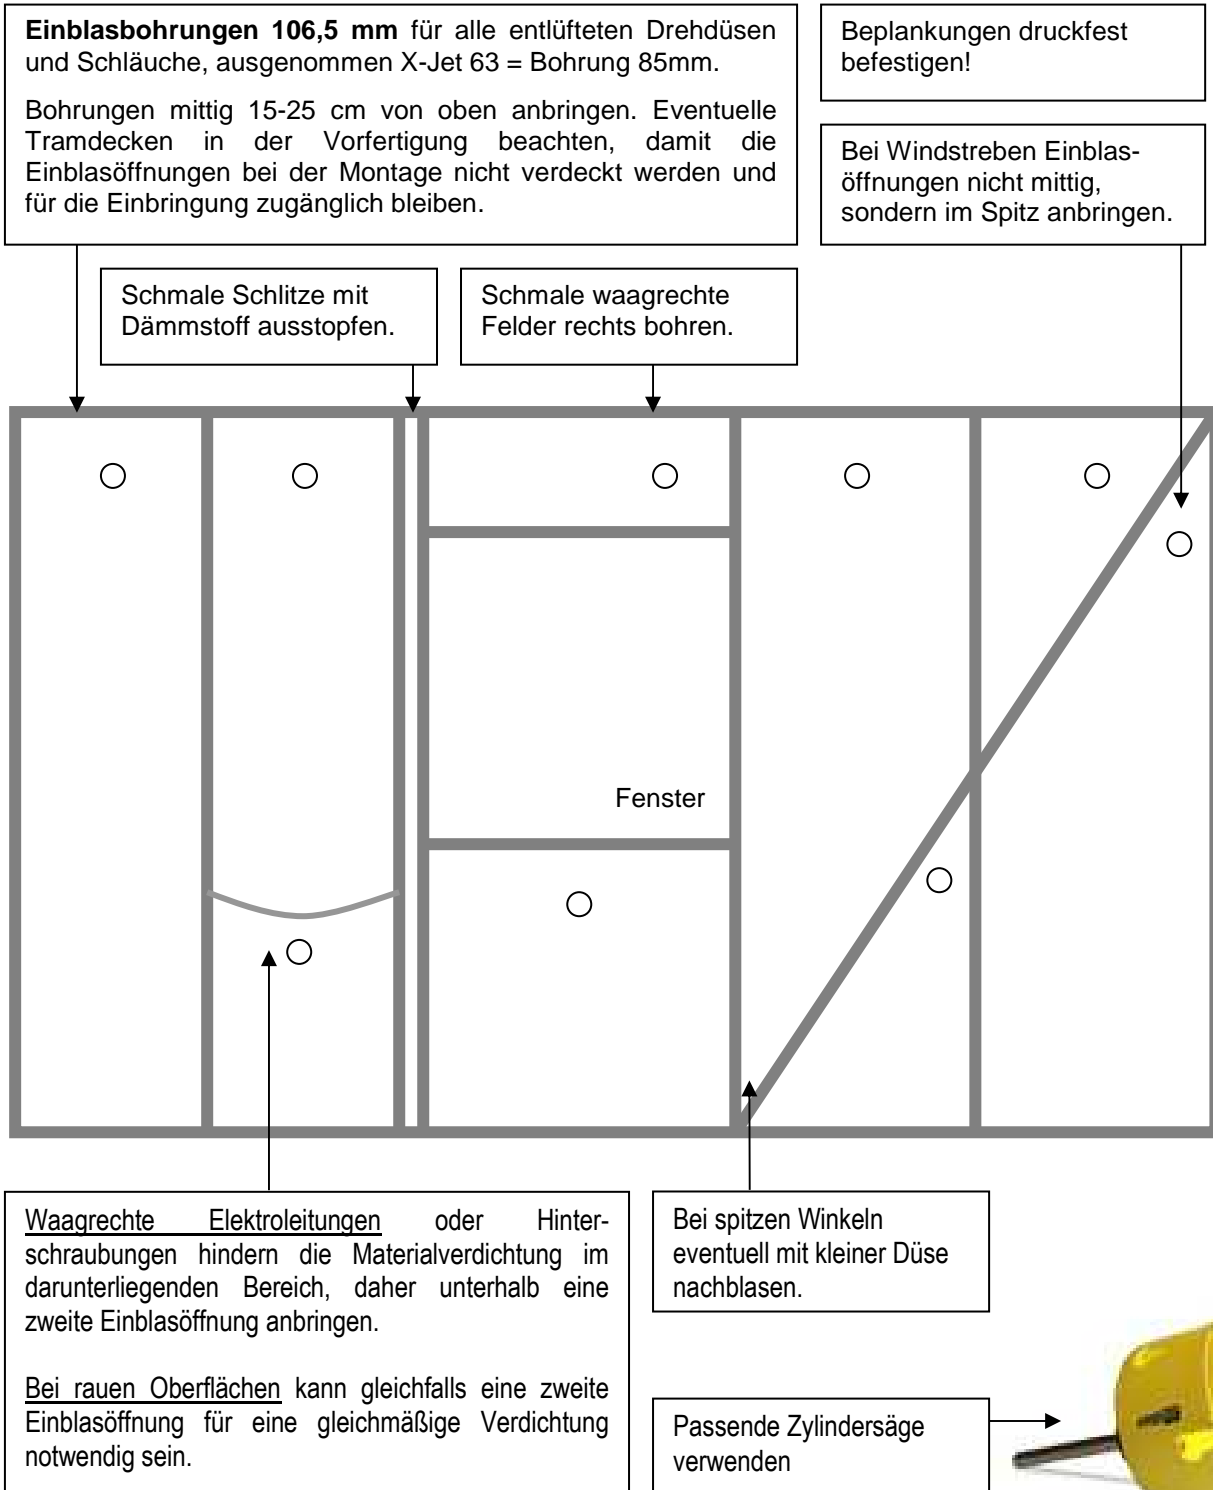 Einblasbohrungen 106,5 mm für alle entlüfteten Drehdüsen
und Schläuche, ausgenommen X-Jet 63 = Bohrung 85mm.
Bohrungen mittig 15-25 cm von oben anbringen. Eventuelle
Tramdecken in der Vorfertigung beachten, damit die
Einblasöffnungen bei der Montage nicht verdeckt werden und
für die Einbringung zugänglich bleiben.
Beplankungen druckfest
befestigen!
Bei Windstreben Einblas-
öffnungen nicht mittig,
sondern im Spitz anbringen.
Schmale Schlitze mit
Dämmstoff ausstopfen.
Schmale waagrechte
Felder rechts bohren.
Fenster
Waagrechte Elektroleitungen oder Hinter-
schraubungen hindern die Materialverdichtung im
darunterliegenden Bereich, daher unterhalb eine
zweite Einblasöffnung anbringen.
Bei rauen Oberflächen kann gleichfalls eine zweite
Einblasöffnung für eine gleichmäßige Verdichtung
notwendig sein.
Bei spitzen Winkeln
eventuell mit kleiner Düse
nachblasen.
Passende Zylindersäge
verwenden